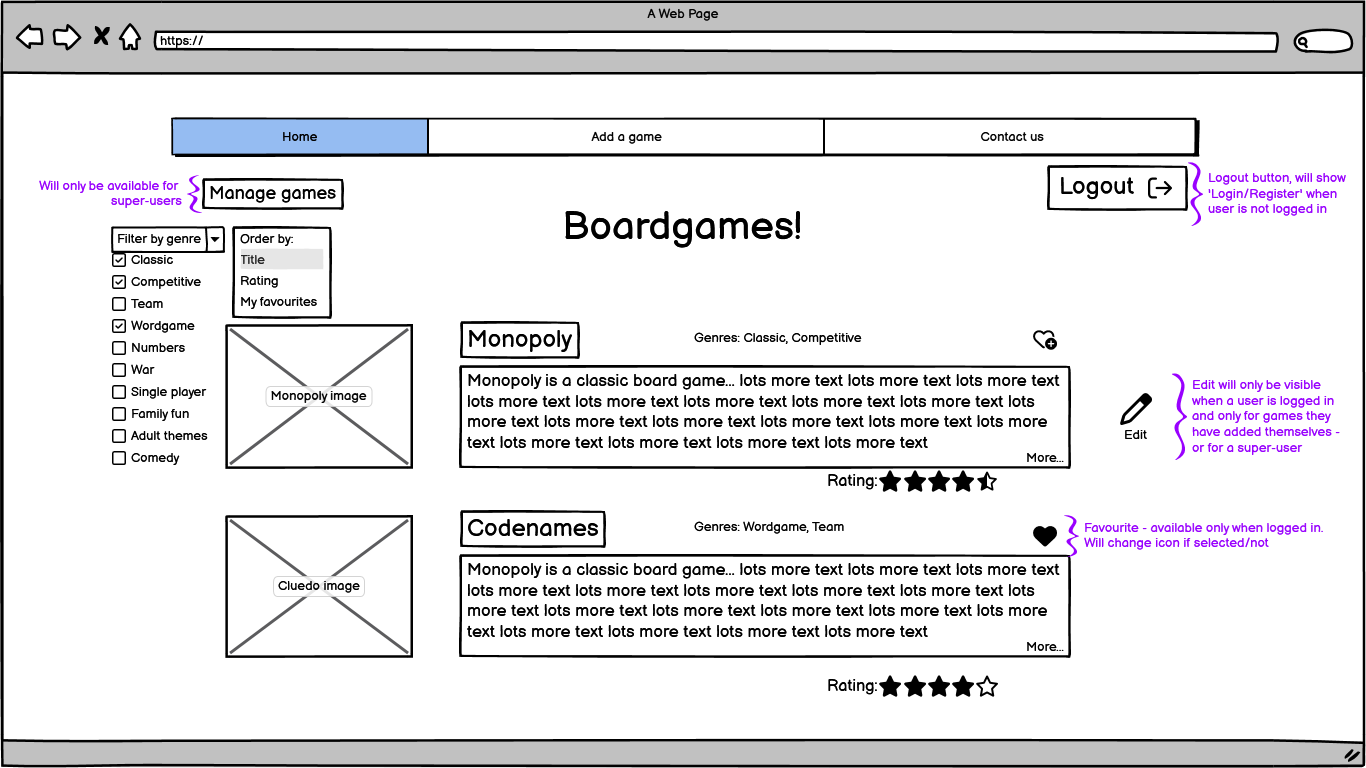 A Web Page
https://
Home
Add a game
Contact us
Will only be available for
super-users
Manage games
Logout
Logout button, will show
'Login/Register' when
user is not logged in
Boardgames!
Filter by genre
Classic
Competitive
Team
Wordgame
Numbers
War
Single player
Family fun
Adult themes
Comedy
Order by:
Title
Rating
My favourites
Monopoly image
Monopoly
Genres: Classic, Competitive
Monopoly is a classic board game... lots more text lots more text lots more text
lots more text lots more text lots more text lots more text lots more text lots
more text lots more text lots more text lots more text lots more text lots more
text lots more text lots more text lots more text lots more text
More...
Rating:
Edit
Edit will only be visible
when a user is logged in
and only for games they
have added themselves -
or for a super-user
Cluedo image
Codenames
Genres: Wordgame, Team
Favourite - available only when logged in.
Will change icon if selected/not
Monopoly is a classic board game... lots more text lots more text lots more text
lots more text lots more text lots more text lots more text lots more text lots
more text lots more text lots more text lots more text lots more text lots more
text lots more text lots more text lots more text lots more text
More...
Rating: